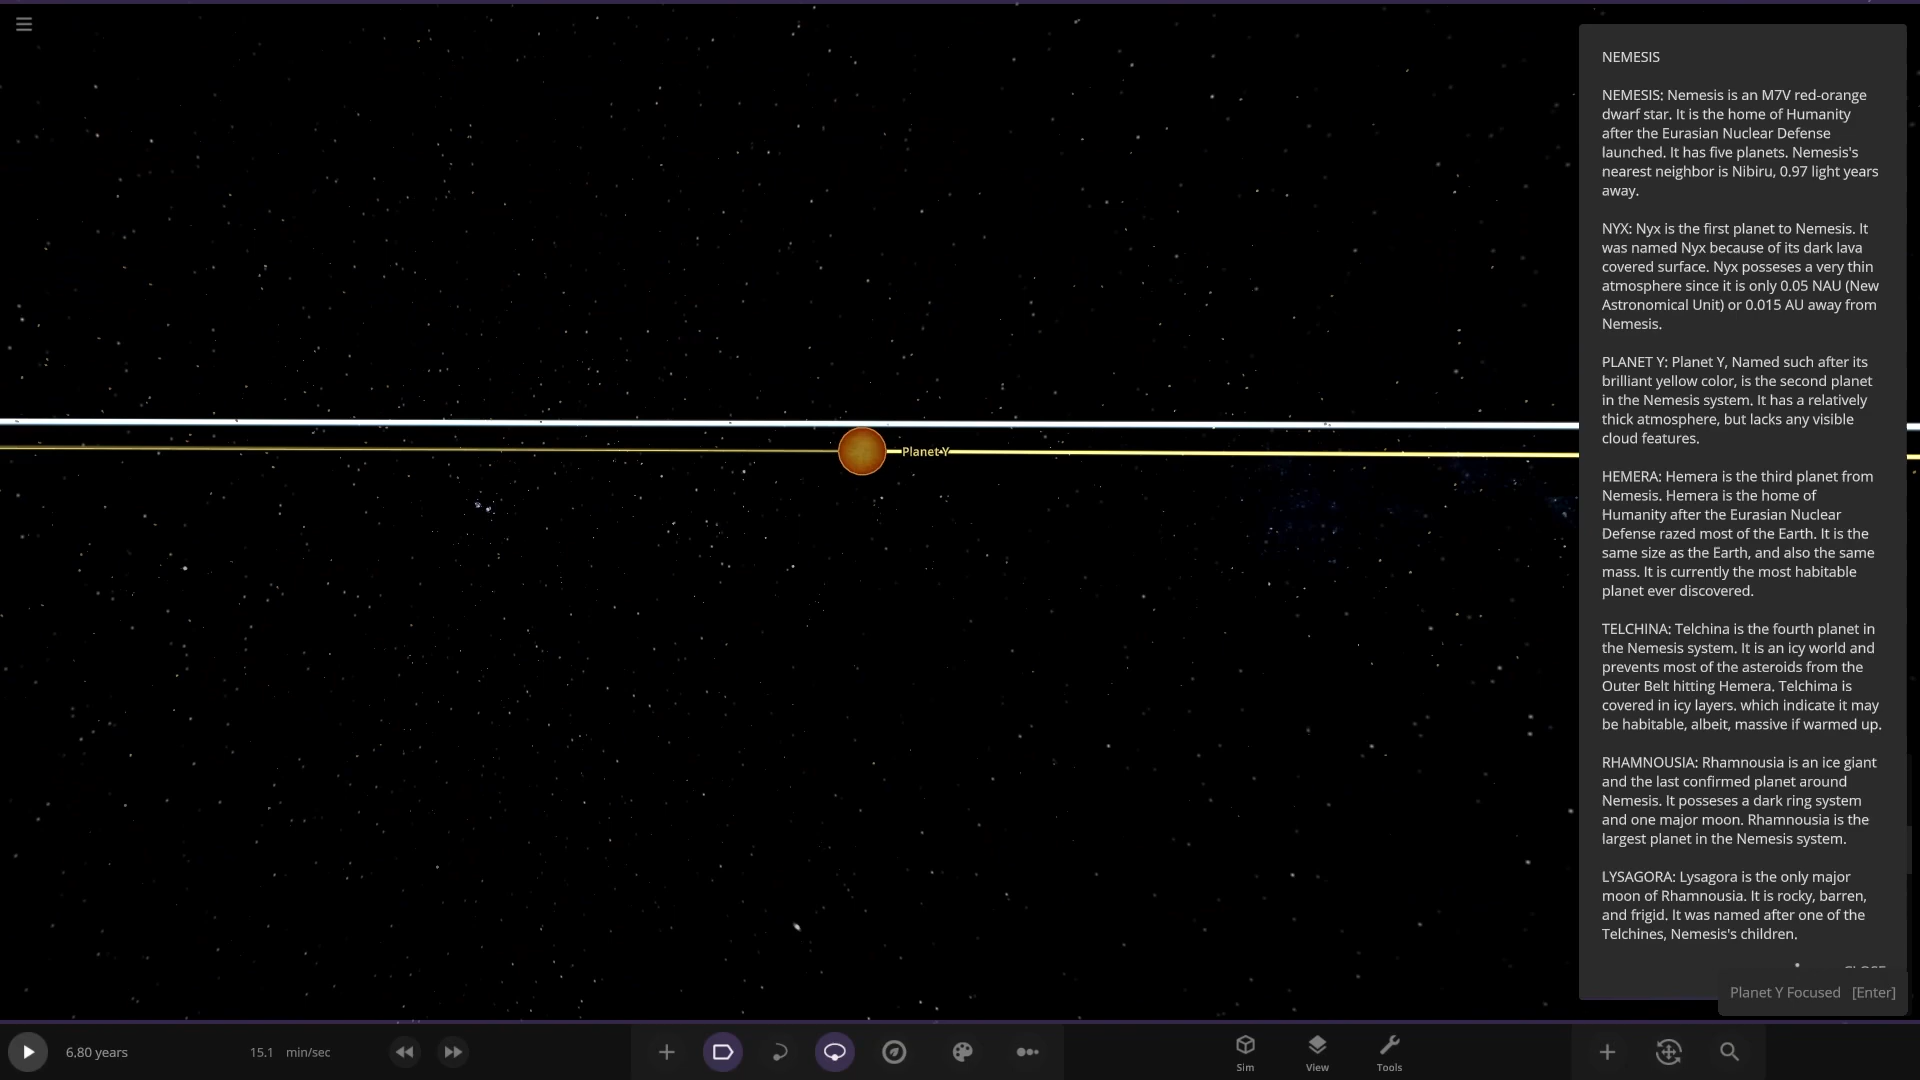 NEMESIS
NEMESIS: Nemesis is an M7V red-orange
dwarf star. It is the home of Humanity
after the Eurasian Nuclear Defense
launched. It has five planets. Nemesis's
nearest neighbor is Nibiru, 0.97 light years
away.
NYX: Nyx is the first planet to Nemesis. It
was named Nyx because of its dark lava
covered surface. Nyx posseses a very thin
atmosphere since it is only 0.05 NAU (New
Astronomical Unit) or 0.015 AU away from
Nemesis.
PLANET Y: Planet Y, Named such after its
brilliant yellow color, is the second planet
in the Nemesis system. It has a relatively
thick atmosphere, but lacks any visible
cloud features.
HEMERA: Hemera is the third planet from
Nemesis. Hemera is the home of
Humanity after the Eurasian Nuclear
Defense razed most of the Earth. It is the
same size as the Earth, and also the same
mass. It is currently the most habitable
planet ever discovered.
TELCHINA: Telchina is the fourth planet in
the Nemesis system. It is an icy world and
prevents most of the asteroids from the
Outer Belt hitting Hemera. Telchima is
covered in icy layers. which indicate it may
be habitable, albeit, massive if warmed up.
RHAMNOUSIA: Rhamnousia is an ice giant
and the last confirmed planet around
Nemesis. It posseses a dark ring system
and one major moon. Rhamnousia is the
largest planet in the Nemesis system.
LYSAGORA: Lysagora is the only major
moon of Rhamnousia. It is rocky, barren,
and frigid. It was named after one of the
Telchines, Nemesis's children.
CLOSE
Planet Y Focused [Enter]
Planet Y
6.80 years
15.1 min/sec
Sim
View
Tools